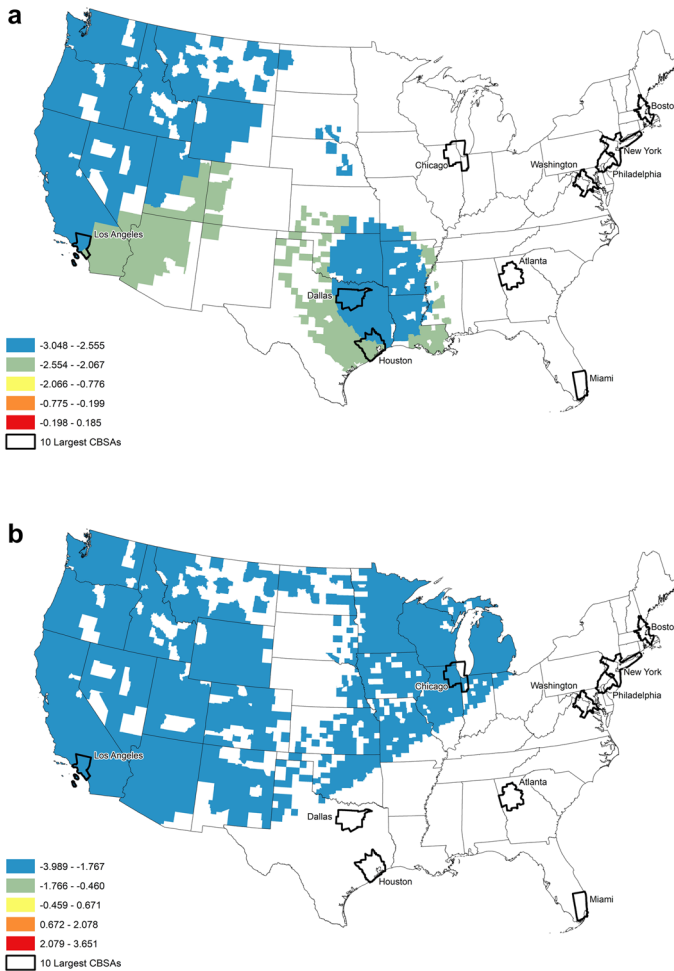 a
Boston
Chicago
New York
Washington
Philadelphia
Los Angeles
Atlanta
Dallas
Houston
Miami
-3.048 - -2.555
-2.554 - -2.067
-2.066 - -0.776
-0.775 - -0.199
-0.198 - 0.185
10 Largest CBSAs
b
Boston
New York
Chicago
Washington
Philadelphia
Los Angeles
Atlanta
Dallas
Houston
Miami
-3.989 - -1.767
-1.766 - -0.460
-0.459 - 0.671
0.672 - 2.078
2.079 - 3.651
10 Largest CBSAs